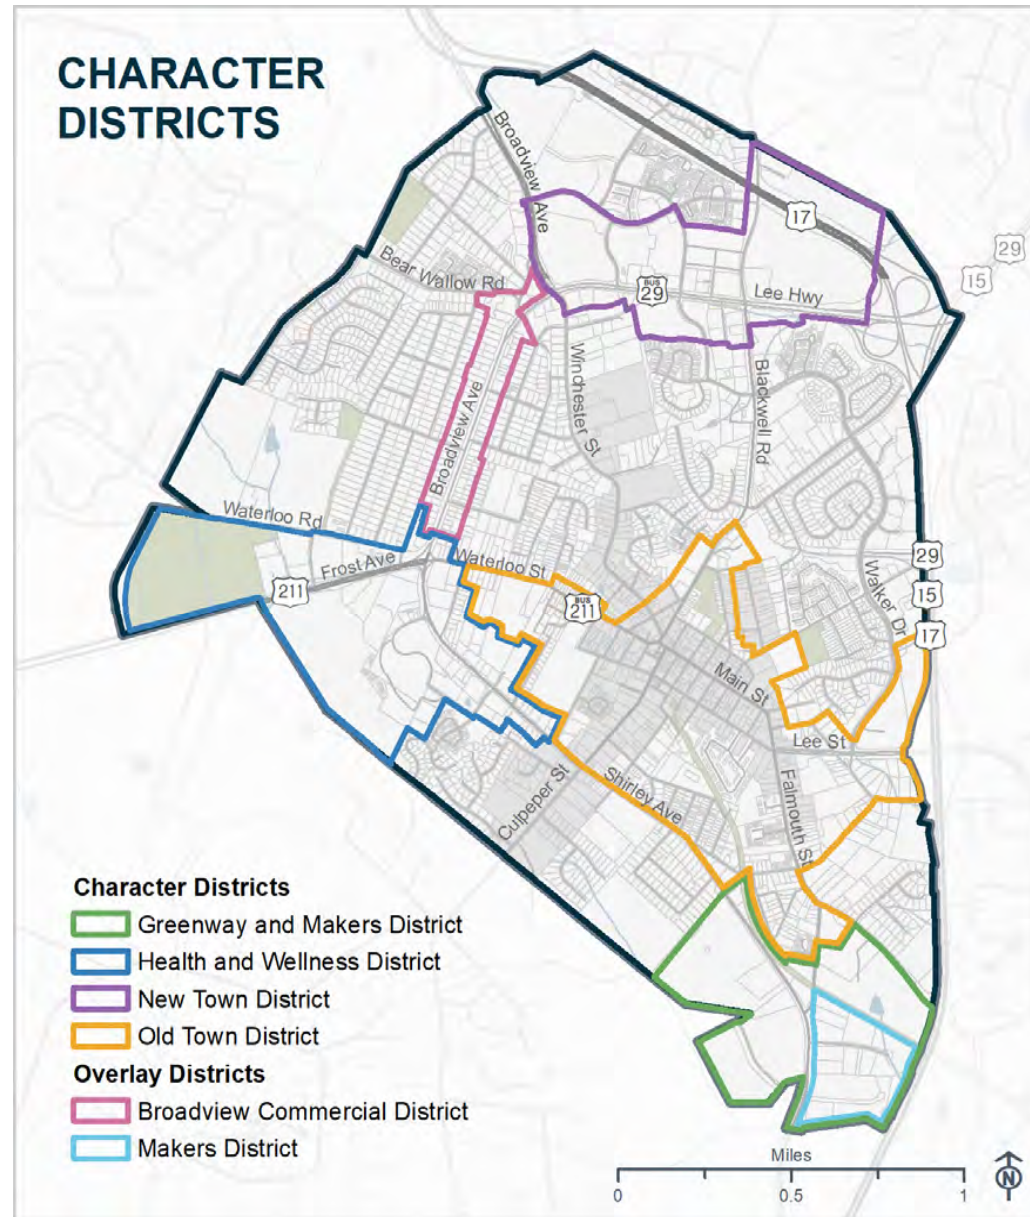 CHARACTER
DISTRICTS
Broadview Ave
17
29
15
Bear Wallow Rd
BUS
29
Lee Hwy
Winchester St
Broadview Ave
Blackwell Rd
Waterloo Rd
Frost Ave
211
Waterloo St
BUS
211
29
15
17
Walker Dr
Main St
Lee St
Culpeper St
Shirley Ave
Falmouth St
Character Districts
Greenway and Makers District
Health and Wellness District
New Town District
Old Town District
Overlay Districts
Broadview Commercial District
Makers District
Miles
0
0.5
1
N